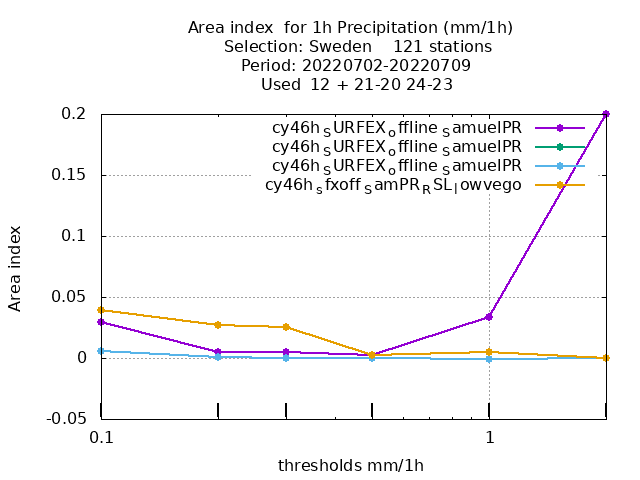 Area index  for 1h Precipitation (mm/1h)
Selection: Sweden    121 stations
Period: 20220702-20220709
Used  12 + 21-20 24-23
cy46h_SURFEX_offline_SamuelPR
cy46h_SURFEX_offline_SamuelPR
cy46h_SURFEX_offline_SamuelPR
cy46h_sfxoff_SamPR_RSL_lowvego
0.2
0.15
0.1
0.05
0
-0.05
Area index
0.1 1
thresholds mm/1h